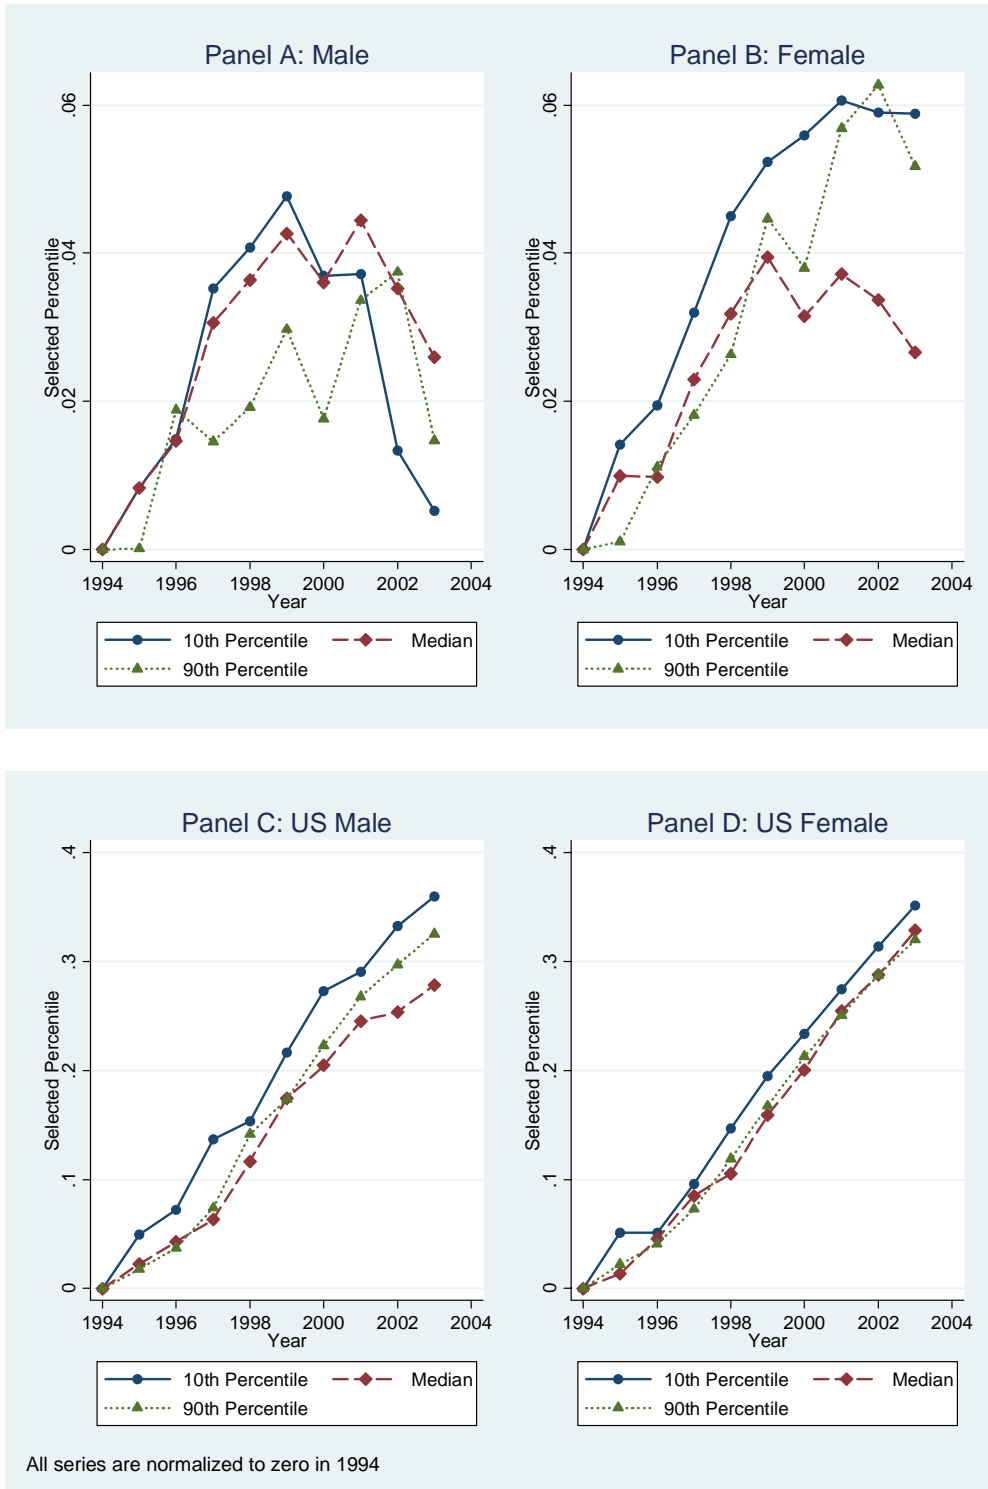 Panel A: Male
Panel B: Female
Selected Percentile
.06
.04
.02
0
1994 1996 1998 2000 2002 2004
Year
10th Percentile Median
90th Percentile
Selected Percentile
.06
.04
.02
0
1994 1996 1998 2000 2002 2004
Year
10th Percentile Median
90th Percentile
Panel C: US Male
Panel D: US Female
Selected Percentile
.4
.3
.2
.1
0
1994 1996 1998 2000 2002 2004
Year
10th Percentile Median
90th Percentile
Selected Percentile
.4
.3
.2
.1
0
1994 1996 1998 2000 2002 2004
Year
10th Percentile Median
90th Percentile
All series are normalized to zero in 1994